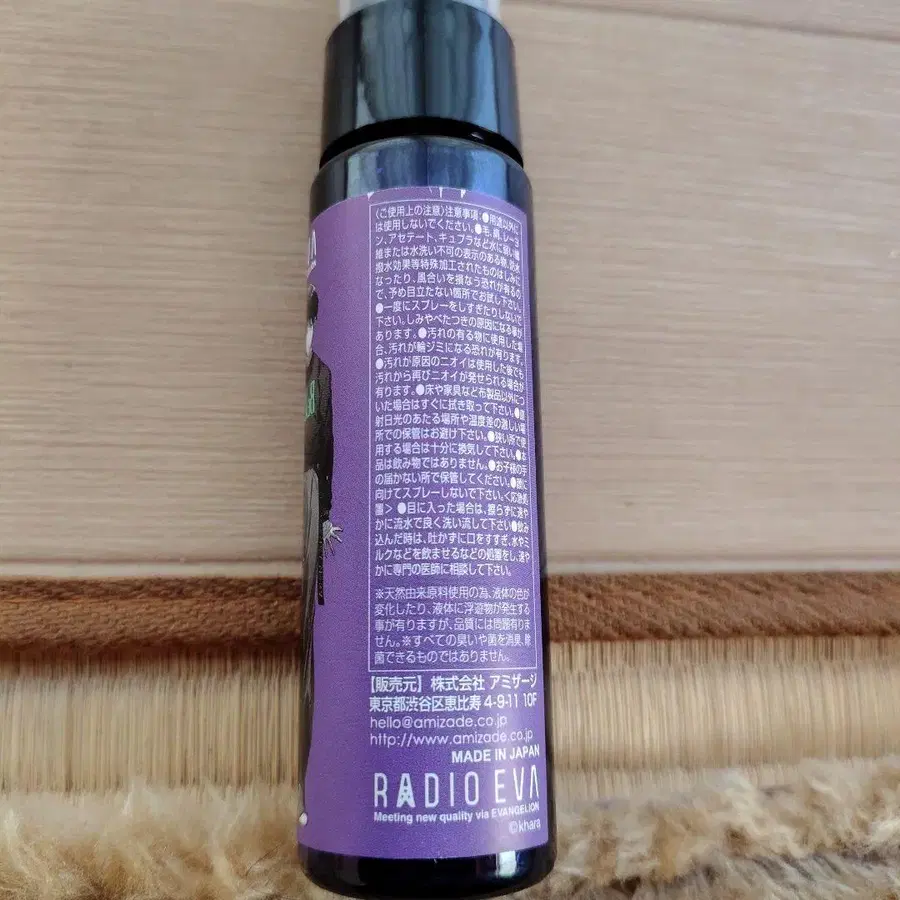 〈ご使用上の注意〉注意事項:●用途以外に
は使用しないでください。●毛、絹、レーヨ
ン、アセテート、キュプラなど水に弱い繊
維または水洗い不可の表示のある物、防水
撥水効果等特殊加工されたものはしみに
なったり、風合いを損なう恐れが有るの
で、予め目立たない箇所でお試し下さい。
●一度にスプレーをしすぎたりしないで
下さい。しみやべたつきの原因になる事が
あります。●汚れの有る物に使用した場
合、汚れが輪ジミになる恐れが有ります。
●汚れが原因のニオイは使用した後でも
汚れから再びニオイが発せられる場合が
有ります。●床や家具など布製品以外につ
いた場合はすぐに拭き取って下さい。●直
射日光のあたる場所や温度差の激しい場
所での保管はお避け下さい。●狭い所で使
用する場合は十分に換気して下さい。●本
品は飲み物ではありません。●お子様の手
の届かない所で保管してください。●顔に
向けてスプレーしないで下さい。<応急処
置> ●目に入った場合は、擦らずに速や
かに流水で良く洗い流して下さい●飲み
込んだ時は、吐かずに口をすすぎ、水やミ
ルクなどを飲ませるなどの処置をし、速や
かに専門の医師に相談して下さい。
※天然由来原料使用の為、液体の色が
変化したり、液体に浮遊物が発生する
事が有りますが、品質には問題有りま
せん。※すべての臭いや菌を消臭、除
菌できるものではありません。
【販売元】 株式会社 アミザージ
東京都渋谷区恵比寿 4-9-11 10F
hello@amizade.co.jp
http://www.amizade.co.jp
MADE IN JAPAN
RADIO EVA
Meeting new quality via EVANGELION
©khara